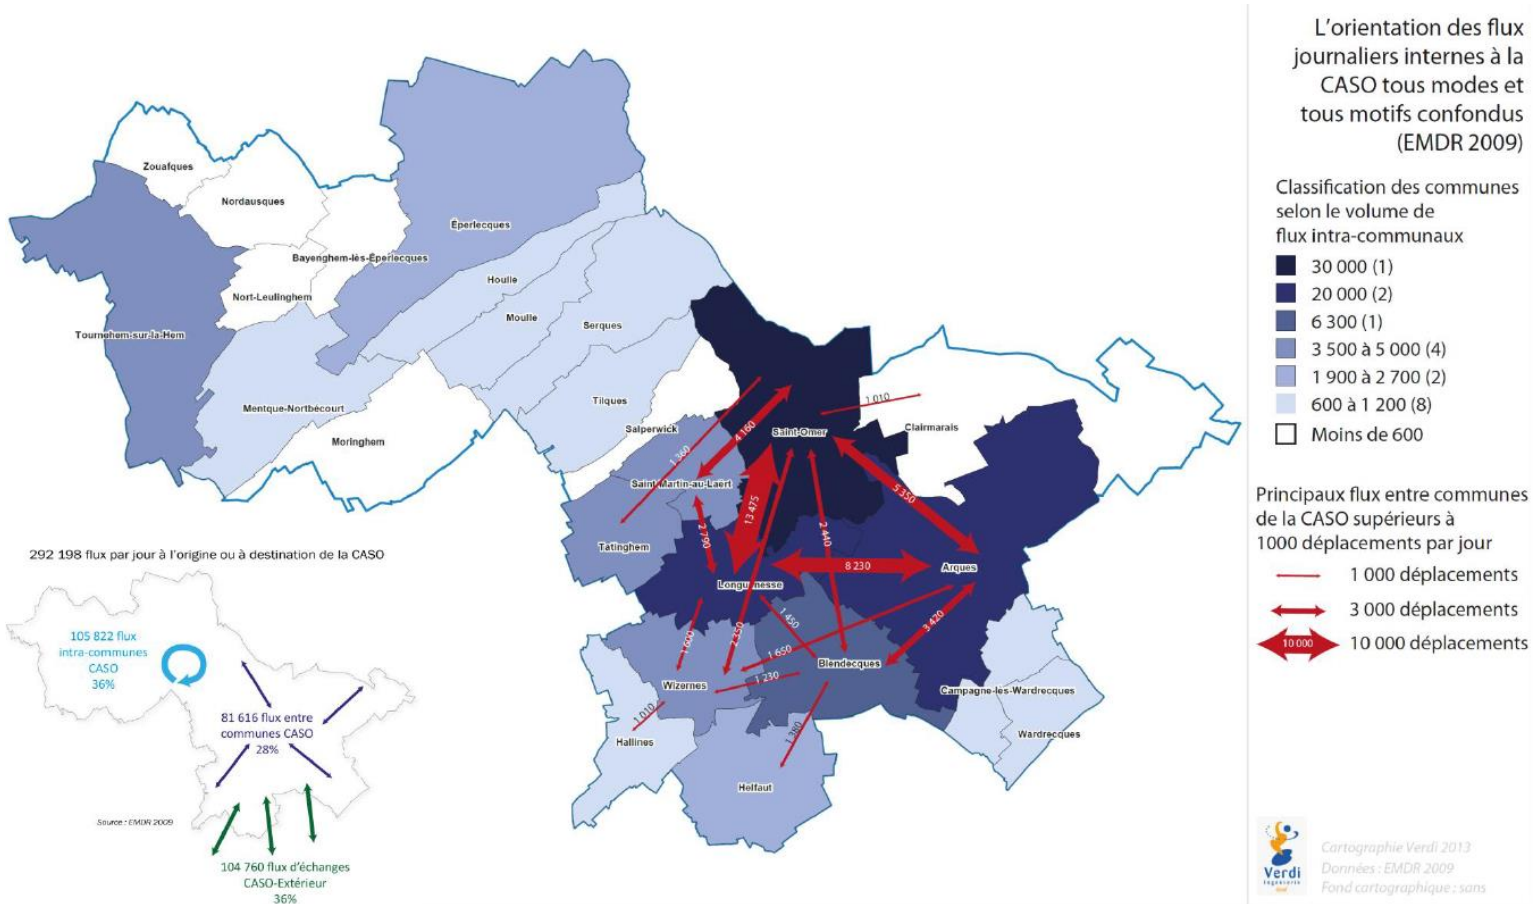 L'orientation des flux
journaliers internes à la
CASO tous modes et
tous motifs confondus
(EMDR 2009)
Classification des communes
selon le volume de
flux intra-communaux
30 000 (1)
20 000 (2)
6 300 (1)
3 500 à 5 000 (4)
1 900 à 2 700 (2)
600 à 1 200 (8)
Moins de 600
Principaux flux entre communes
de la CASO supérieurs à
1000 déplacements par jour
1 000 déplacements
3 000 déplacements
10 000
10 000 déplacements
Verdi
Ingénierie
Cartographie Verdi 2013
Données : EMDR 2009
Fond cartographique : sans
Zouafques
Nordausques
Éperlecques
Bayenghem-lès-Éperlecques
Houlle
Nort-Leulinghem
Moulle
Serques
Tournehem-sur-la-Hem
Tilques
Mentque-Nortbécourt
Moringhem
Salperwick
Saint-Omer
Clairmarais
Saint-Martin-au-Laërt
Tatinghem
Longuenesse
Arques
Blendecques
Wizernes
Campagne-les-Wardrecques
Wardrecques
Hallines
Helfaut
1 010
4 160
1 360
5 350
13 475
2 790
2 440
8 230
1 450
3 420
1 600
2 350
1 650
1 230
1 010
1 380
292 198 flux par jour à l'origine ou à destination de la CASO
105 822 flux
intra-communes
CASO
36%
81 616 flux entre
communes CASO
28%
Source : EMDR 2009
104 760 flux d'échanges
CASO-Extérieur
36%